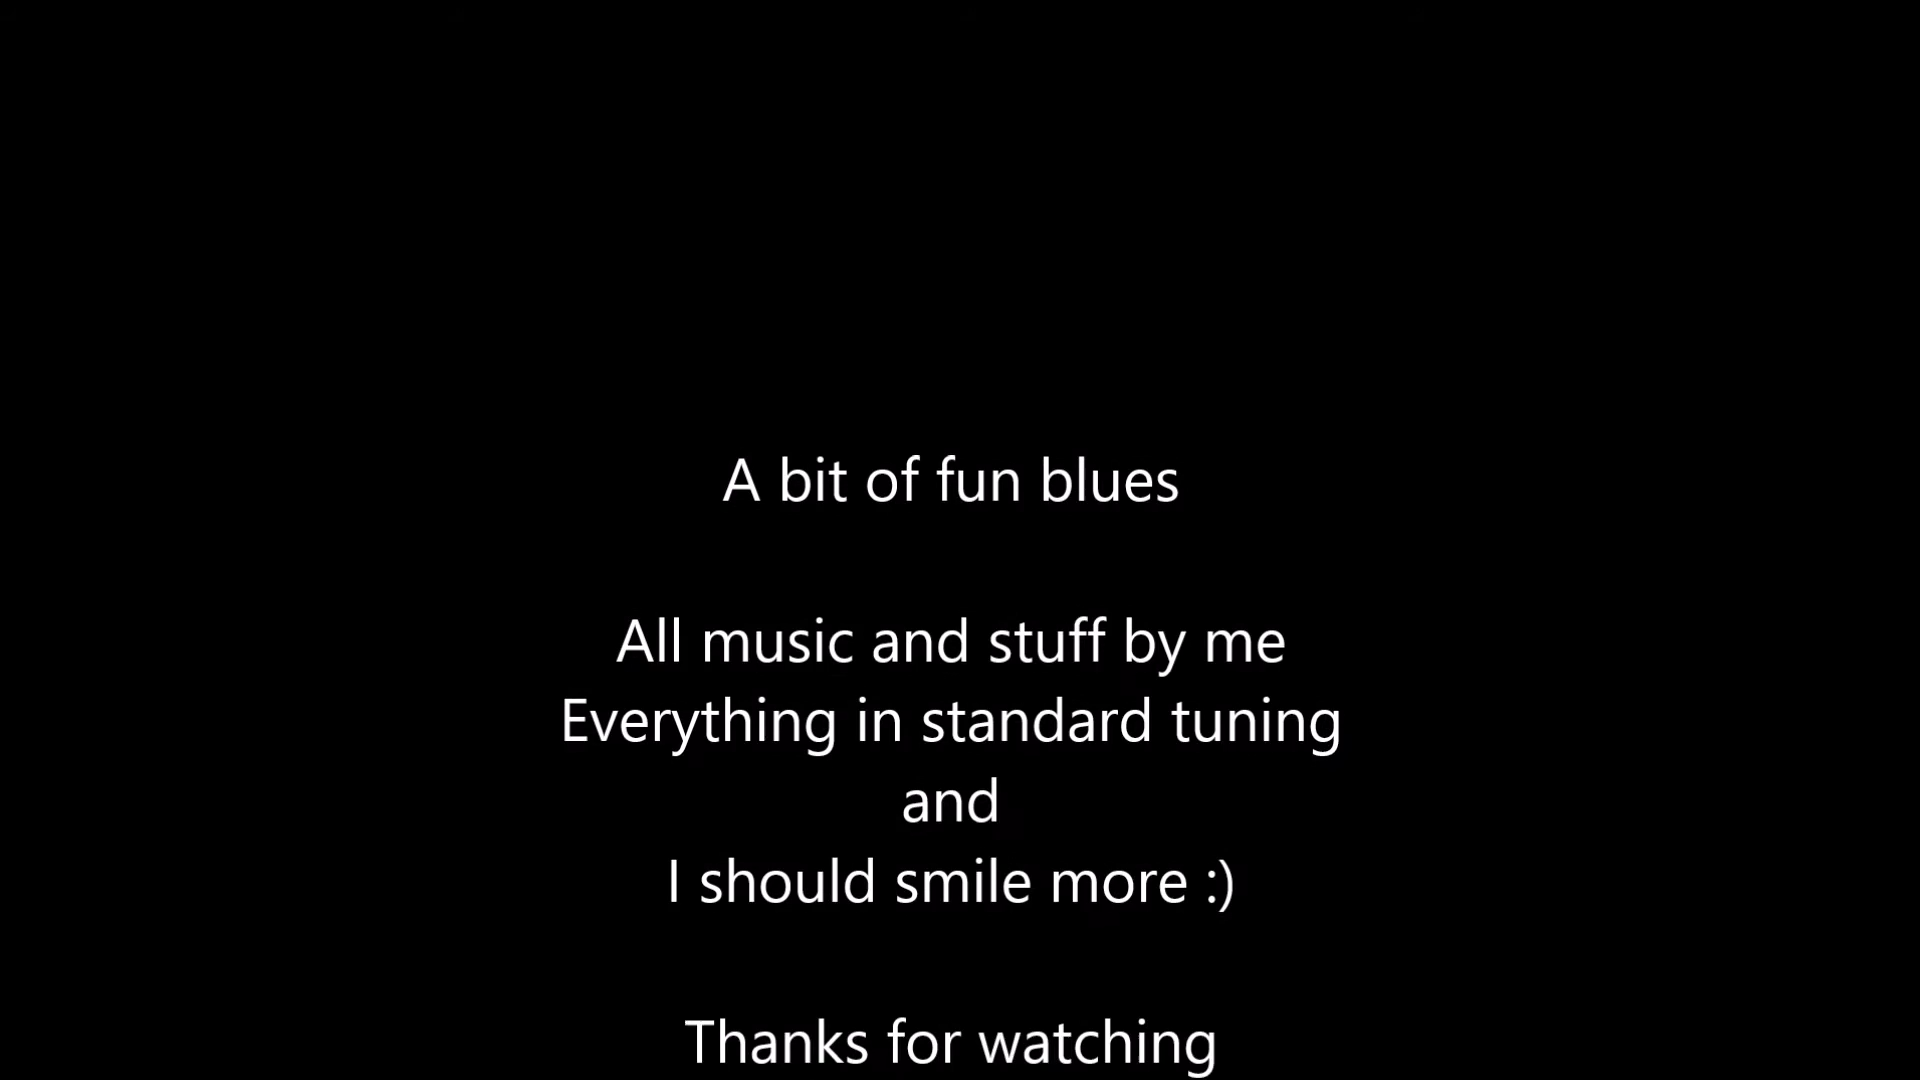 A bit of fun blues
All music and stuff by me
Everything in standard tuning
and
I should smile more :)
Thanks for watching